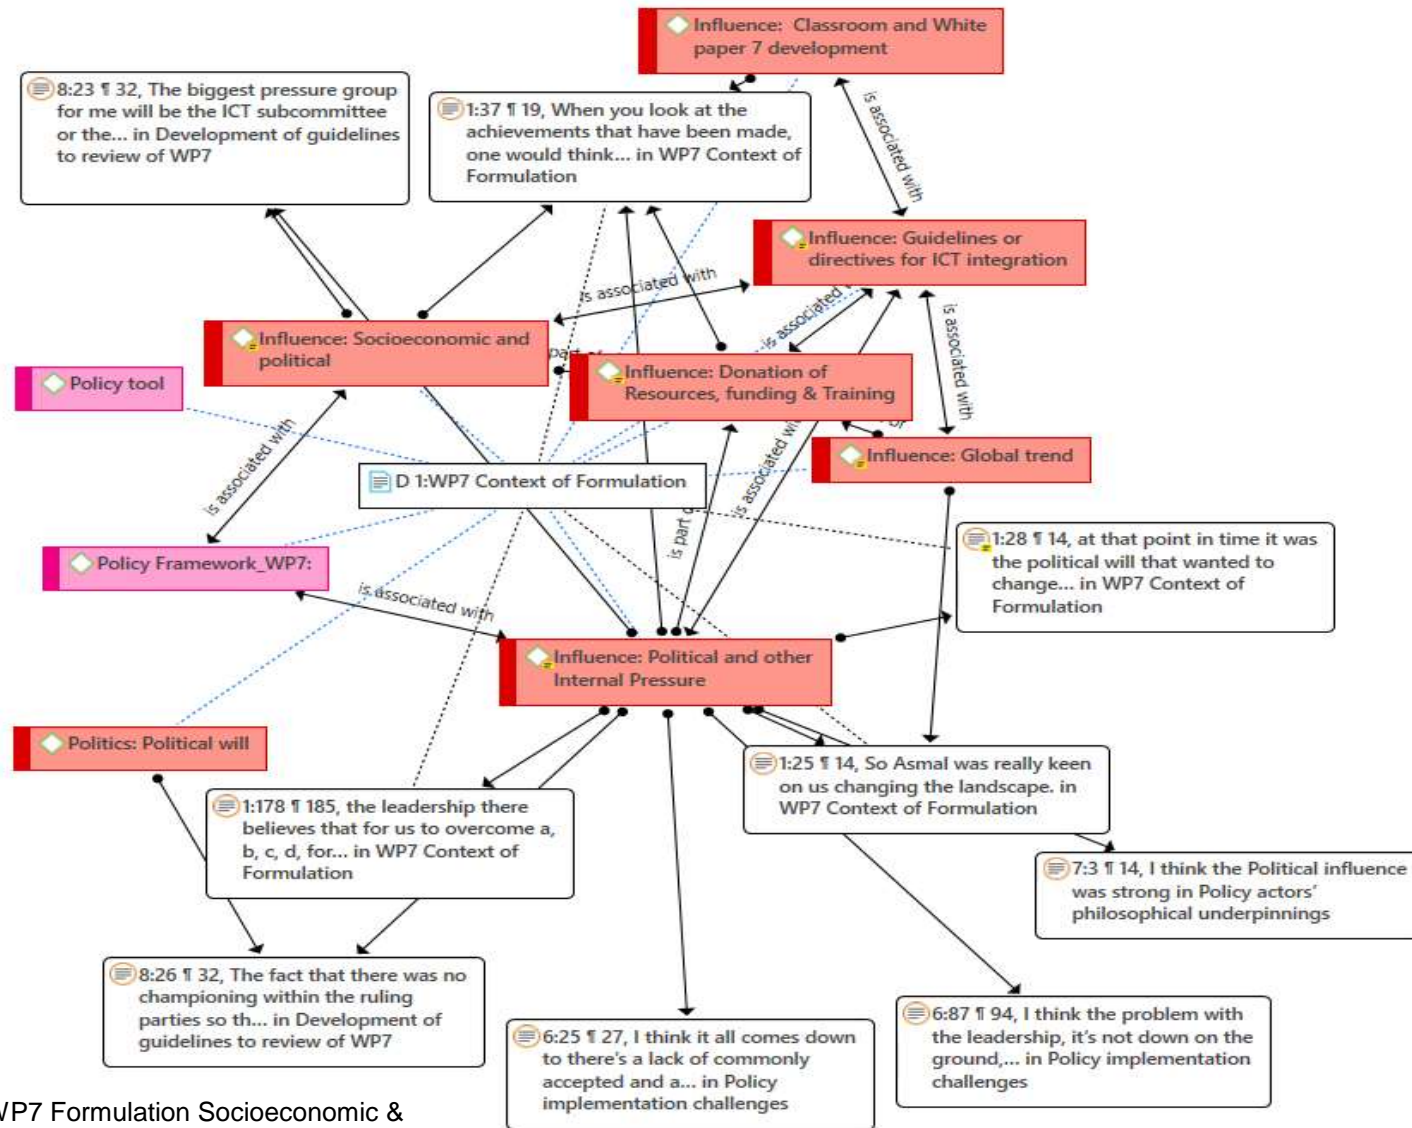 Influence:  Classroom and White
paper 7 development
8:23 ¶ 32, The biggest pressure group
for me will be the ICT subcommittee
or the... in Development of guidelines
to review of WP7
1:37 ¶ 19, When you look at the
achievements that have been made,
one would think... in WP7 Context of
Formulation
is associated with
Influence: Guidelines or
directives for ICT integration
is associated with
is associated
is associated with
Influence: Socioeconomic and
political
part of
Influence: Donation of
Resources, funding & Training
Policy tool
is associated with
is associated with
of
Influence: Global trend
D 1:WP7 Context of Formulation
is part o
1:28 ¶ 14, at that point in time it was
the political will that wanted to
change... in WP7 Context of
Formulation
Policy Framework_WP7:
is associated with
Influence: Political and other
Internal Pressure
Politics: Political will
1:25 ¶ 14, So Asmal was really keen
on us changing the landscape. in
WP7 Context of Formulation
1:178 ¶ 185, the leadership there
believes that for us to overcome a,
b, c, d, for... in WP7 Context of
Formulation
7:3 ¶ 14, I think the Political influence
was strong in Policy actors'
philosophical underpinnings
8:26 ¶ 32, The fact that there was no
championing within the ruling
parties so th... in Development of
guidelines to review of WP7
6:25 ¶ 27, I think it all comes down
to there's a lack of commonly
accepted and a... in Policy
implementation challenges
6:87 ¶ 94, I think the problem with
the leadership, it's not down on the
ground,... in Policy implementation
challenges
WP7 Formulation Socioeconomic &